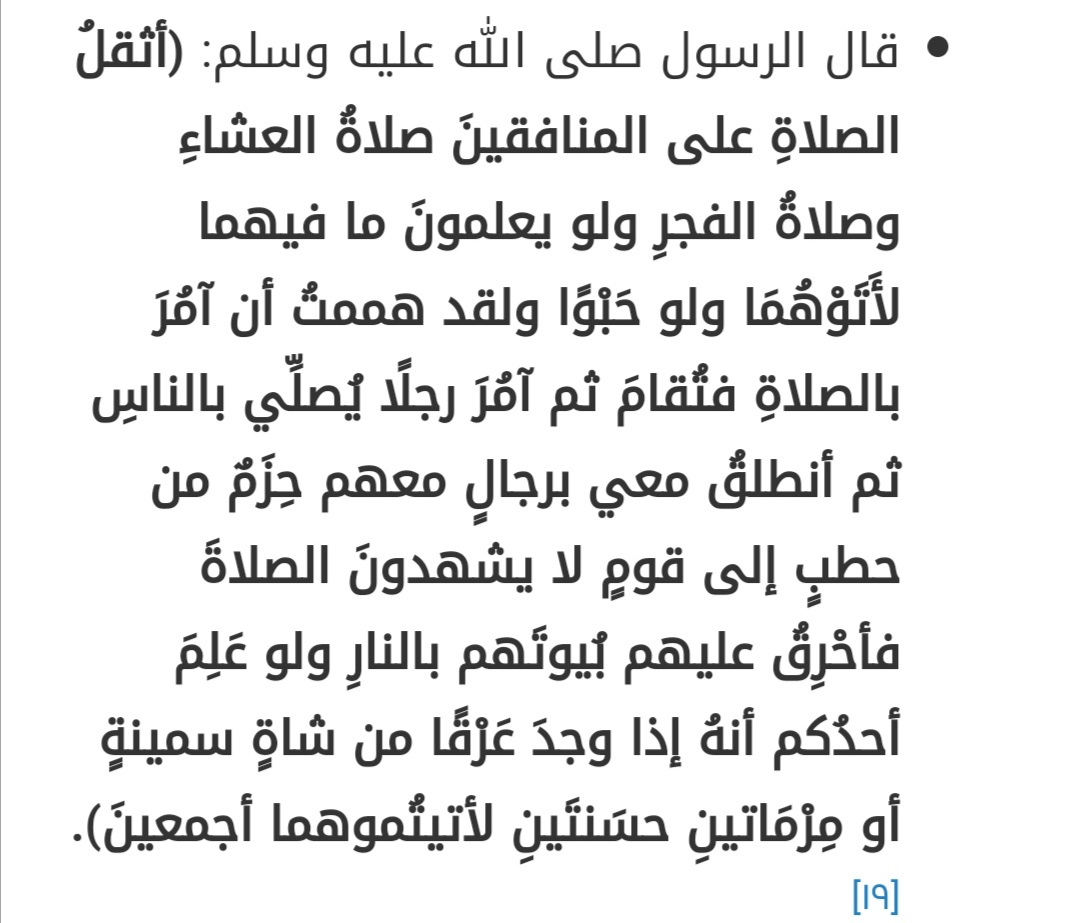 • قال الرسول صلى الله عليه وسلم: (أثقلُ
الصلاةِ على المنافقينَ صلاةُ العشاءِ
وصلاةُ الفجرِ ولو يعلمونَ ما فيهما
لأَتَوْهُمَا ولو حَبْوًا ولقد هممتُ أن آمُرَ
بالصلاةِ فتُقامَ ثم آمُرَ رجلًا يُصلِّي بالناسِ
ثم أنطلقُ معي برجالٍ معهم حِزَمٌ من
حطبٍ إلى قومٍ لا يشهدونَ الصلاةَ
فأحْرِقُ عليهم بُيوتَهم بالنارِ ولو عَلِمَ
أحدُكم أنهُ إذا وجدَ عَرْقًا من شاةٍ سمينةٍ
أو مِرْمَاتينِ حسَنتَينِ لأتيتُموهما أجمعينَ).
[١٩]